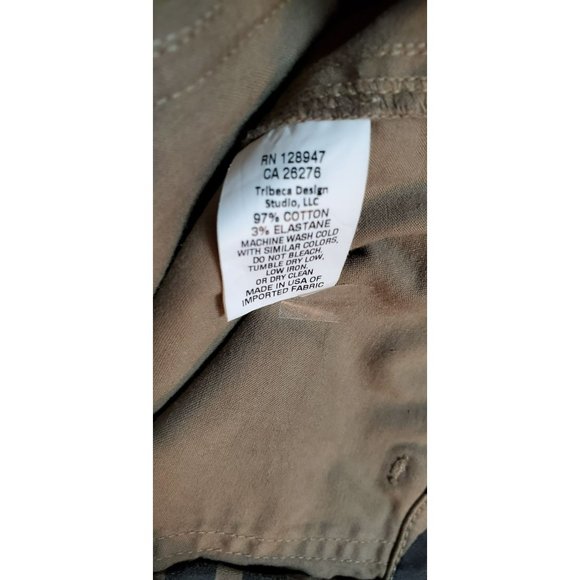 RN 128947
CA 26276
Tribeca Design
Studio, LLC
97% COTTON
3% ELASTANE
MACHINE WASH COLD
WITH SIMILAR COLORS,
DO NOT BLEACH,
TUMBLE DRY LOW,
LOW IRON,
OR DRY CLEAN
MADE IN USA OF
IMPORTED FABRIC